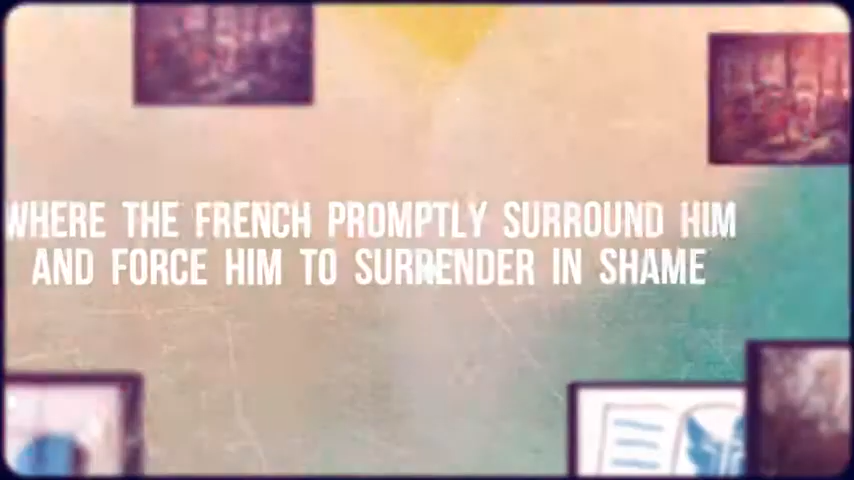 WHERE THE FRENCH PROMPTLY SURROUND HIM
AND FORCE HIM TO SURRENDER IN SHAME